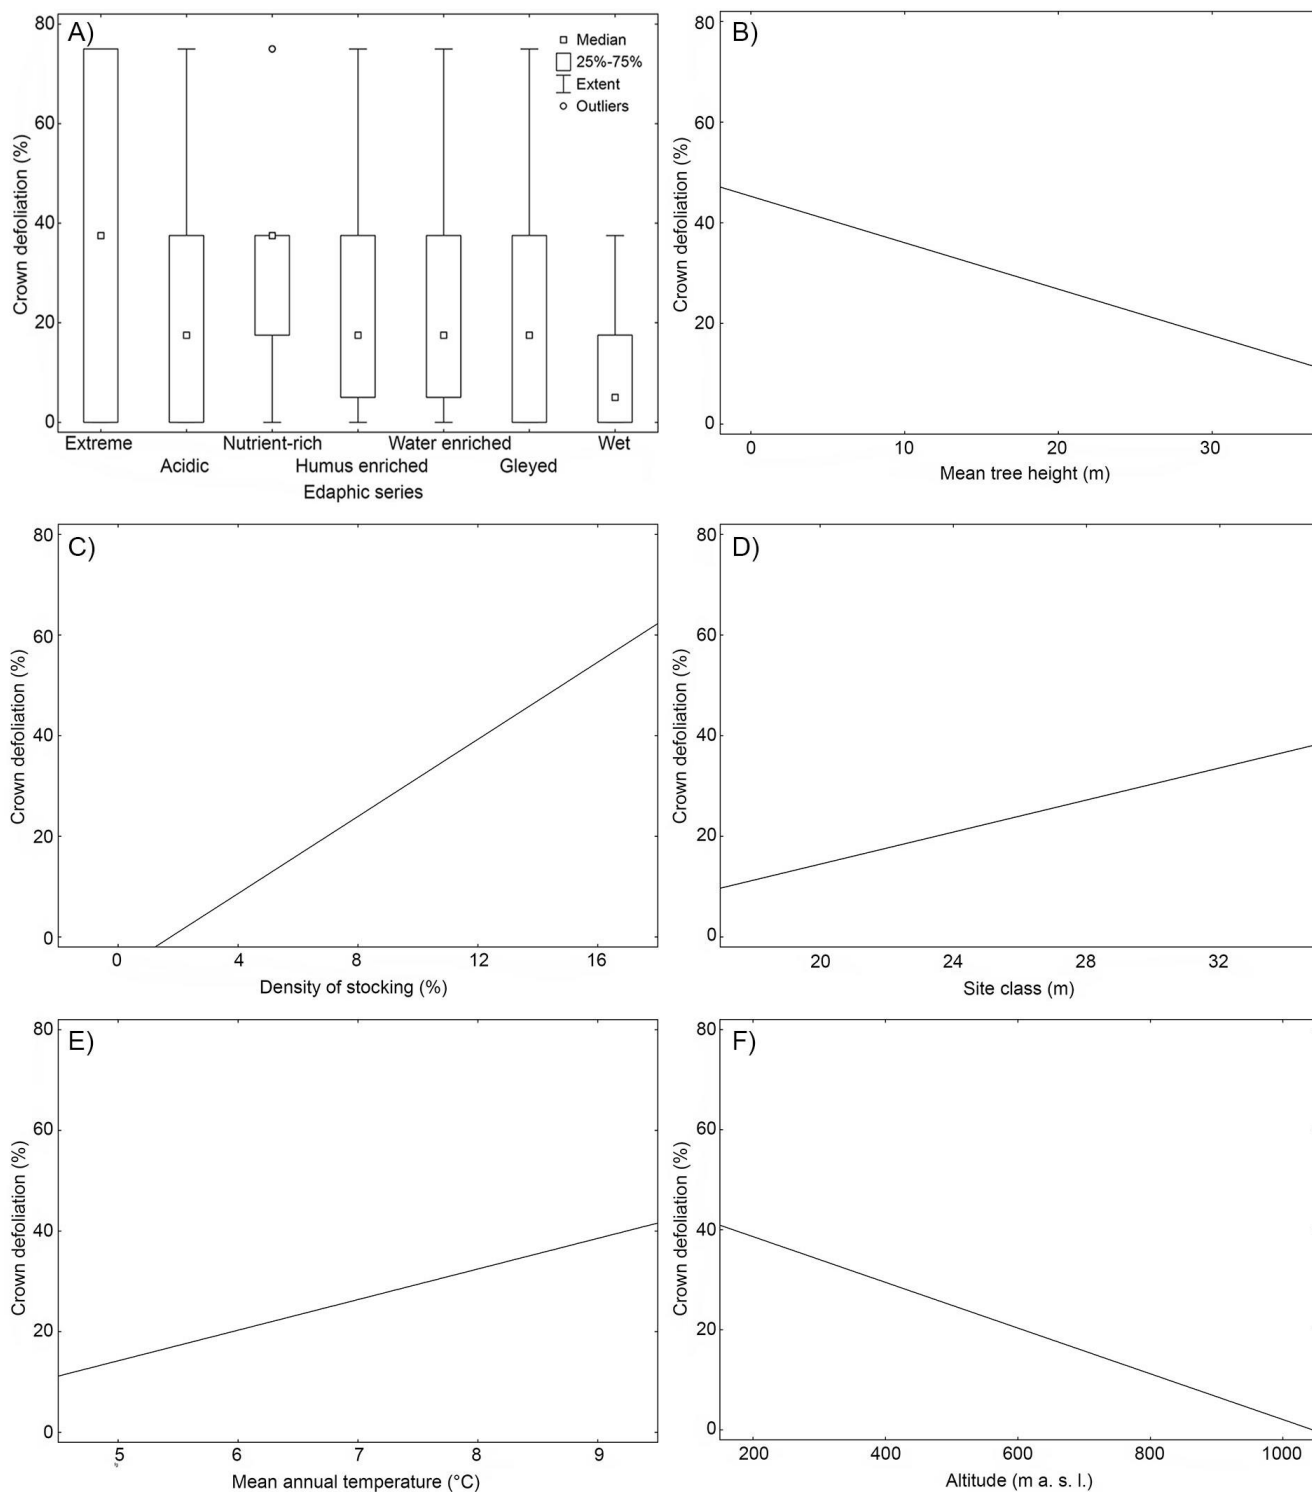 A)
80
60
40
20
0
Crown defoliation (%)
Median
25%-75%
Extent
Outliers
Extreme
Nutrient-rich
Water enriched
Wet
Acidic
Humus enriched
Gleyed
Edaphic series
B)
80
60
40
20
0
Crown defoliation (%)
0 10 20 30
Mean tree height (m)
C)
80
60
40
20
0
Crown defoliation (%)
0 4 8 12 16
Density of stocking (%)
D)
80
60
40
20
0
Crown defoliation (%)
20 24 28 32
Site class (m)
E)
80
60
40
20
0
Crown defoliation (%)
5 6 7 8 9
Mean annual temperature (°C)
F)
80
60
40
20
0
Crown defoliation (%)
200 400 600 800 1000
Altitude (m a. s. l.)